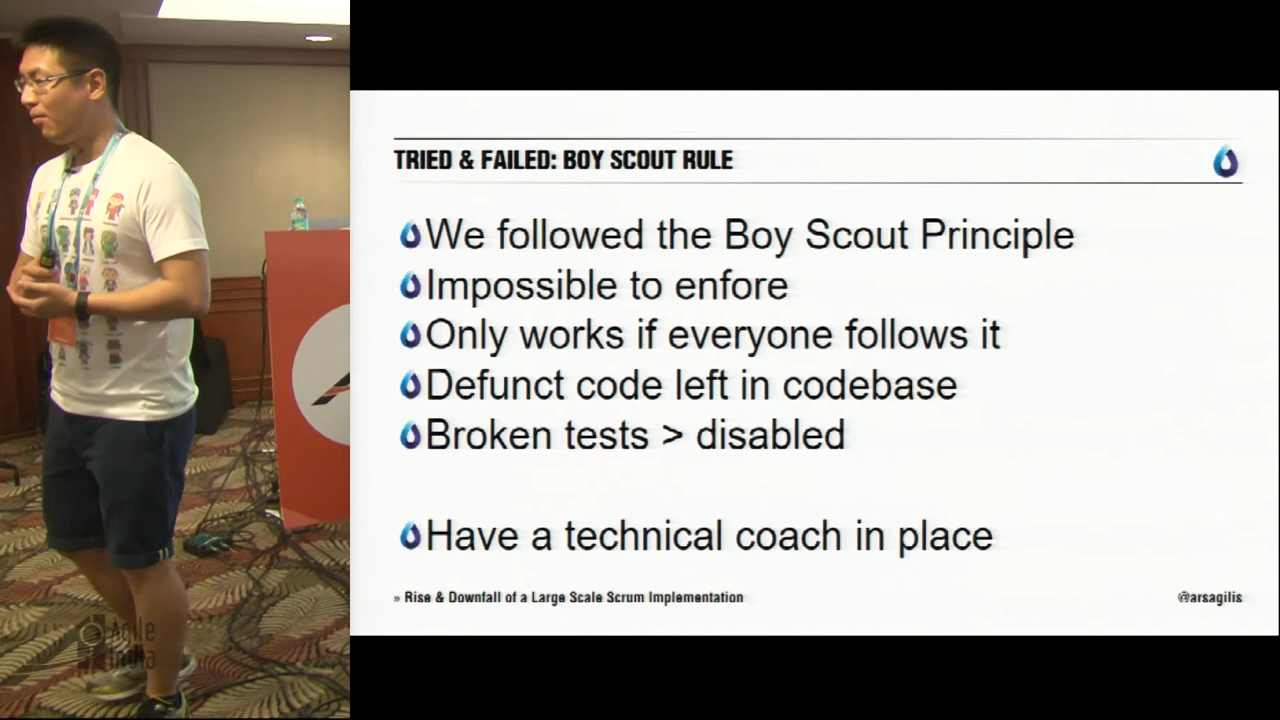 TRIED & FAILED: BOY SCOUT RULE
We followed the Boy Scout Principle
Impossible to enfore
Only works if everyone follows it
Defunct code left in codebase
Broken tests > disabled
Have a technical coach in place
» Rise & Downfall of a Large Scale Scrum Implementation
@arsagilis
Agile
India